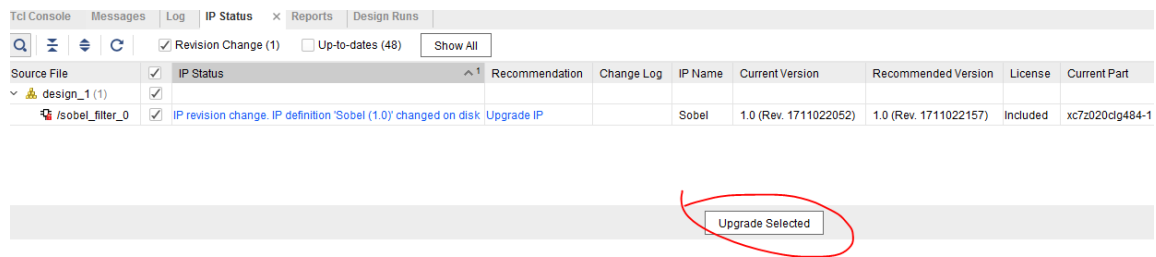 Tcl Console Messages Log IP Status × Reports Design Runs
Revision Change (1) Up-to-dates (48) Show All
Source File IP Status 1 Recommendation Change Log IP Name Current Version Recommended Version License Current Part
design_1 (1)
/sobel_filter_0 IP revision change. IP definition 'Sobel (1.0)' changed on disk Upgrade IP Sobel 1.0 (Rev. 1711022052) 1.0 (Rev. 1711022157) Included xc7z020clg484-1
Upgrade Selected